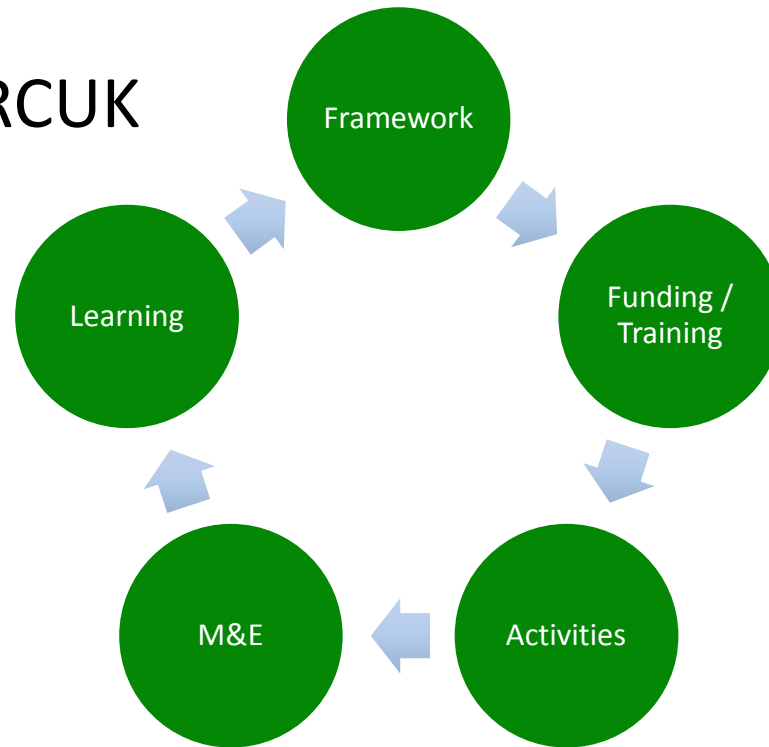 RCUK
Framework
Funding /
Training
Activities
M&E
Learning